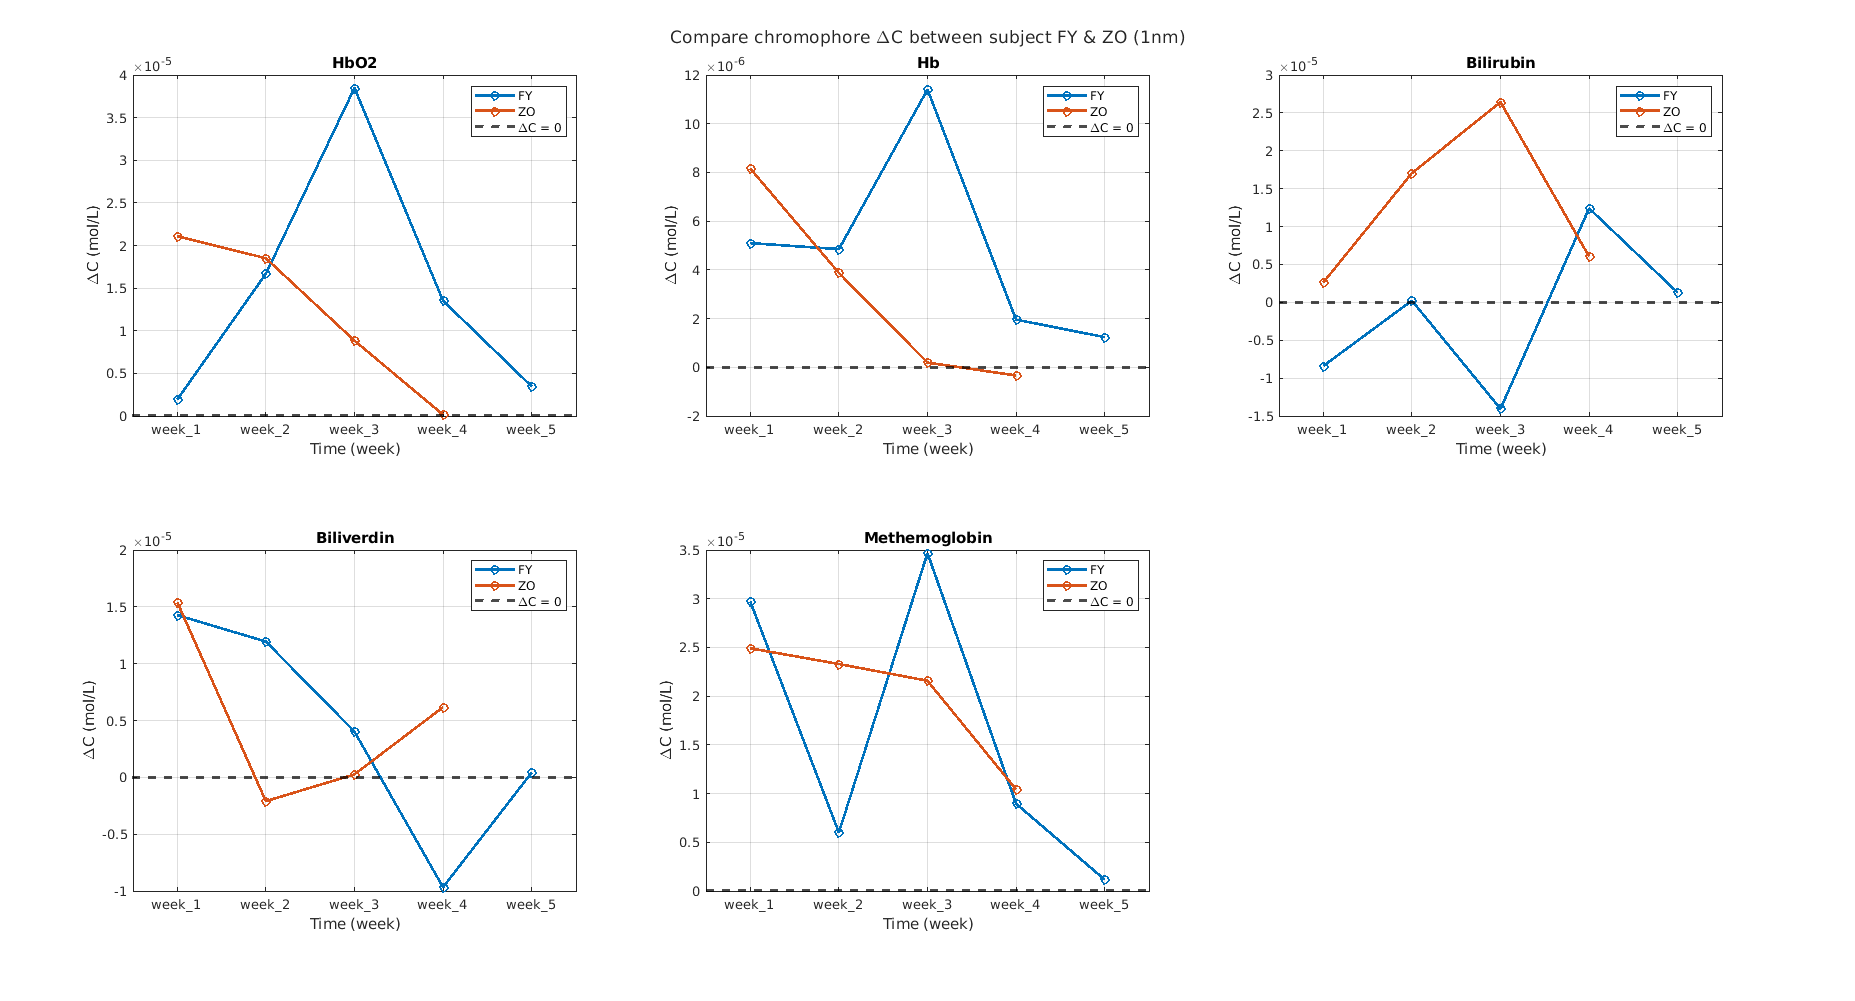 Compare chromophore ΔC between subject FY & ZO (1nm)
HbO2
×10⁻⁵
4
3.5
3
2.5
2
1.5
1
0.5
0
ΔC (mol/L)
week_1 week_2 week_3 week_4 week_5
Time (week)
FY
ZO
ΔC = 0
Hb
×10⁻⁶
12
10
8
6
4
2
0
-2
ΔC (mol/L)
week_1 week_2 week_3 week_4 week_5
Time (week)
FY
ZO
ΔC = 0
Bilirubin
×10⁻⁵
3
2.5
2
1.5
1
0.5
0
-0.5
-1
-1.5
ΔC (mol/L)
week_1 week_2 week_3 week_4 week_5
Time (week)
FY
ZO
ΔC = 0
Biliverdin
×10⁻⁵
2
1.5
1
0.5
0
-0.5
-1
ΔC (mol/L)
week_1 week_2 week_3 week_4 week_5
Time (week)
FY
ZO
ΔC = 0
Methemoglobin
×10⁻⁵
3.5
3
2.5
2
1.5
1
0.5
0
ΔC (mol/L)
week_1 week_2 week_3 week_4 week_5
Time (week)
FY
ZO
ΔC = 0